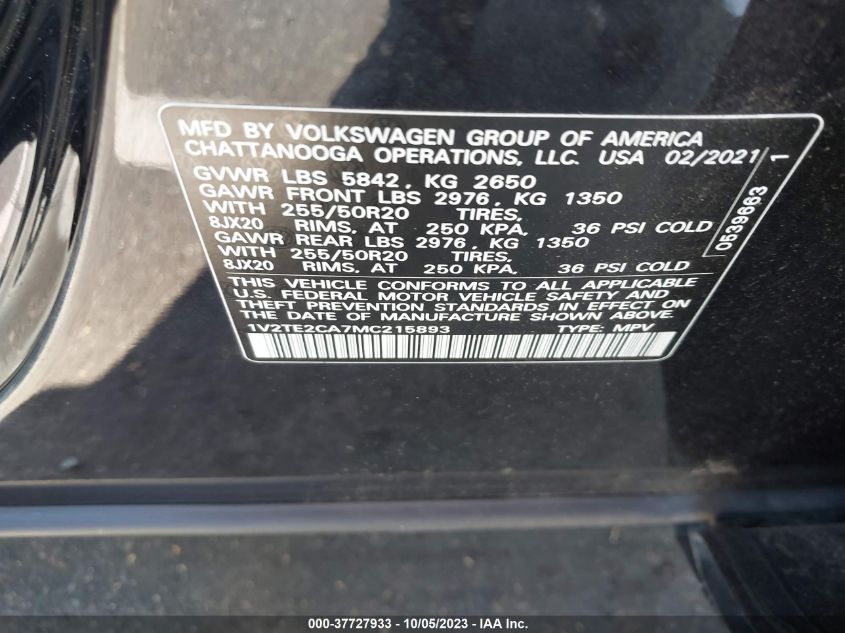 MFD BY VOLKSWAGEN GROUP OF AMERICA
CHATTANOOGA OPERATIONS, LLC. USA 02/2021
GVWR LBS 5842, KG 2650
GAWR FRONT LBS 2976, KG 1350
WITH 255/50R20 TIRES,
8JX20 RIMS, AT 250 KPA, 36 PSI COLD
GAWR REAR LBS 2976, KG 1350
WITH 255/50R20 TIRES,
8JX20 RIMS, AT 250 KPA, 36 PSI COLD
THIS VEHICLE CONFORMS TO ALL APPLICABLE
U.S. FEDERAL MOTOR VEHICLE SAFETY AND
THEFT PREVENTION STANDARDS IN EFFECT ON
THE DATE OF MANUFACTURE SHOWN ABOVE.
1V2TE2CA7MC215893 TYPE: MPV
0639663
1
000-37727933 - 10/05/2023 - IAAI.com - Copyright © IAA, Inc.